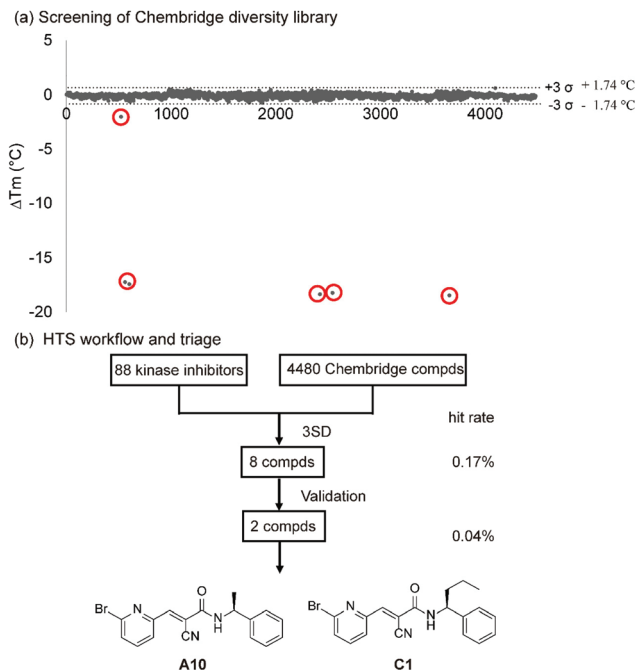 (a) Screening of Chembridge diversity library
5
0
-5
-10
-15
-20
ΔTm (°C)
0 1000 2000 3000 4000
+3 σ + 1.74 °C
-3 σ - 1.74 °C
(b) HTS workflow and triage
88 kinase inhibitors
4480 Chembridge compds
hit rate
3SD
8 compds
0.17%
Validation
2 compds
0.04%
Br N O N H CN
A10
Br N O N H CN
C1